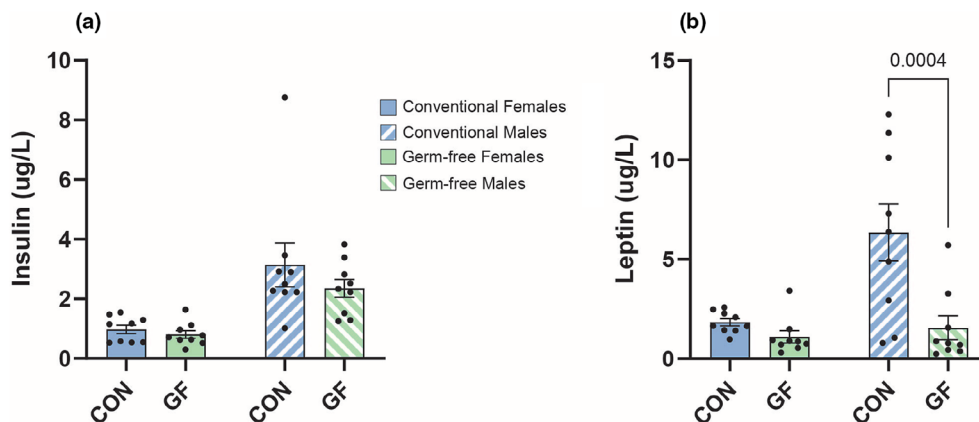 (a)
10
8
6
4
2
0
Insulin (ug/L)
CON
GF
CON
GF
Conventional Females
Conventional Males
Germ-free Females
Germ-free Males
(b)
15
10
5
0
Leptin (ug/L)
0.0004
CON
GF
CON
GF